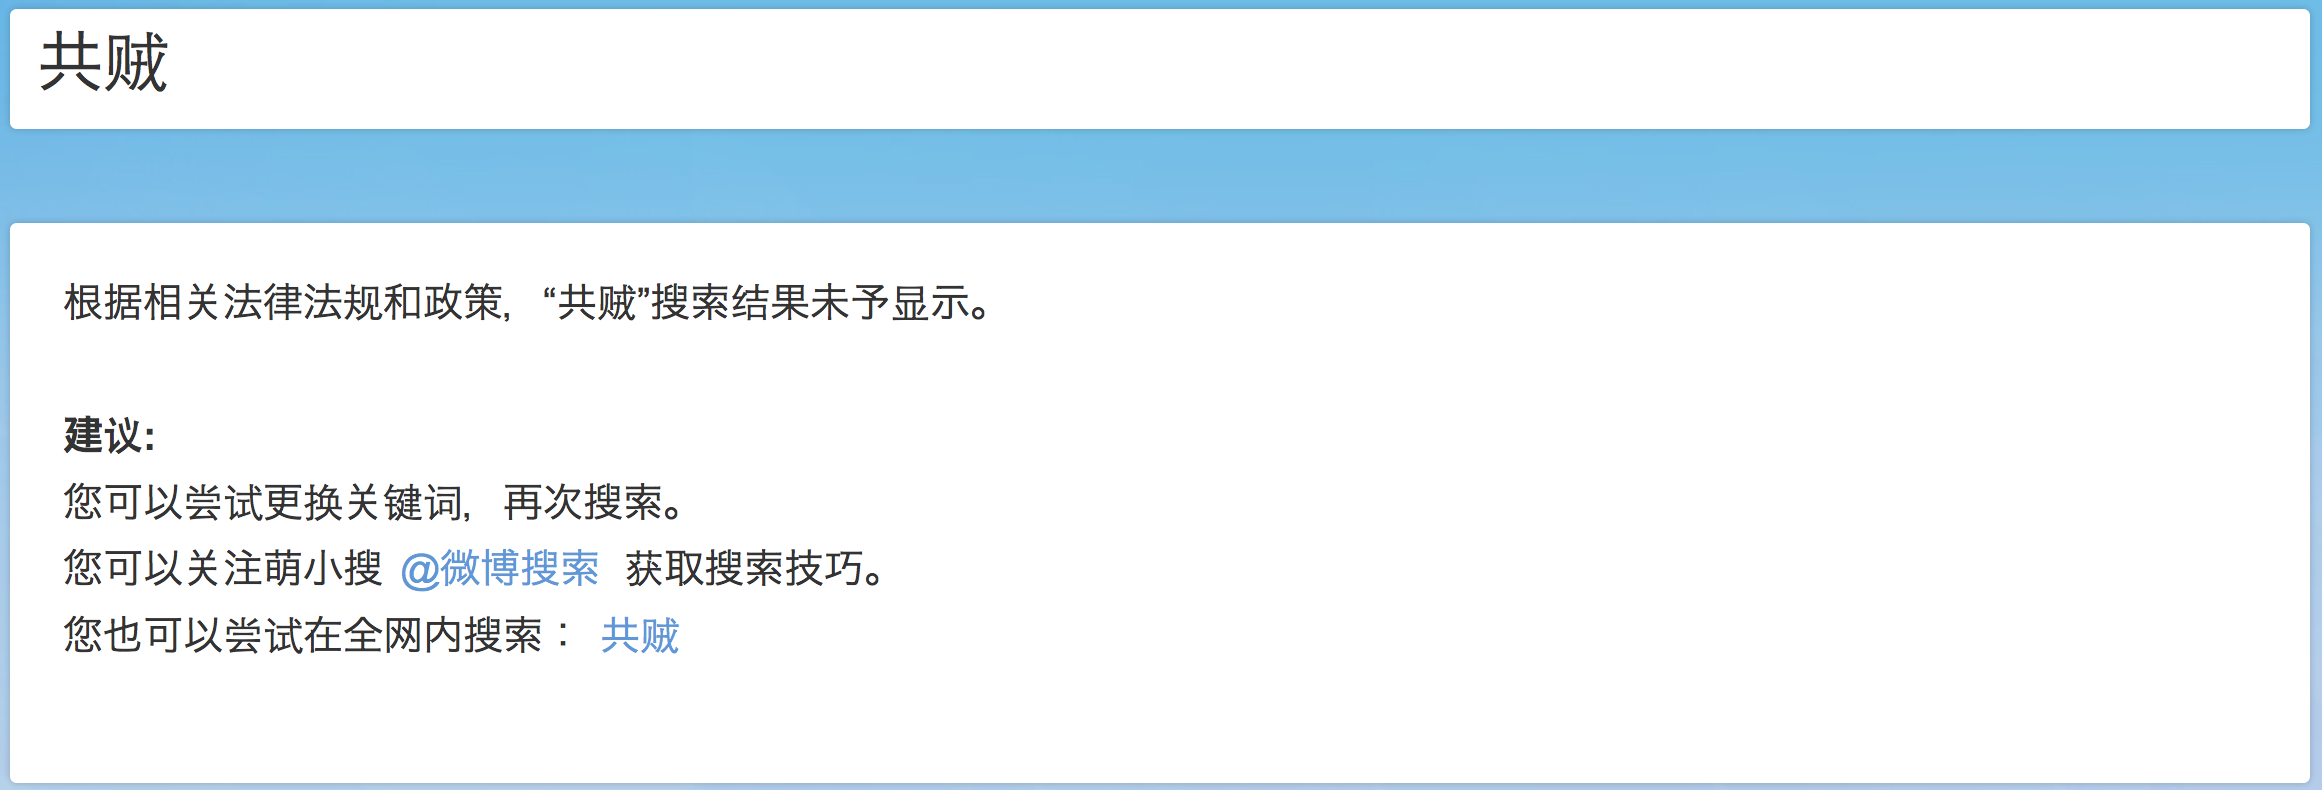 共贼
根据相关法律法规和政策，“共贼”搜索结果未予显示。
建议：
您可以尝试更换关键词，再次搜索。
您可以关注萌小搜 @微博搜索 获取搜索技巧。
您也可以尝试在全网内搜索： 共贼